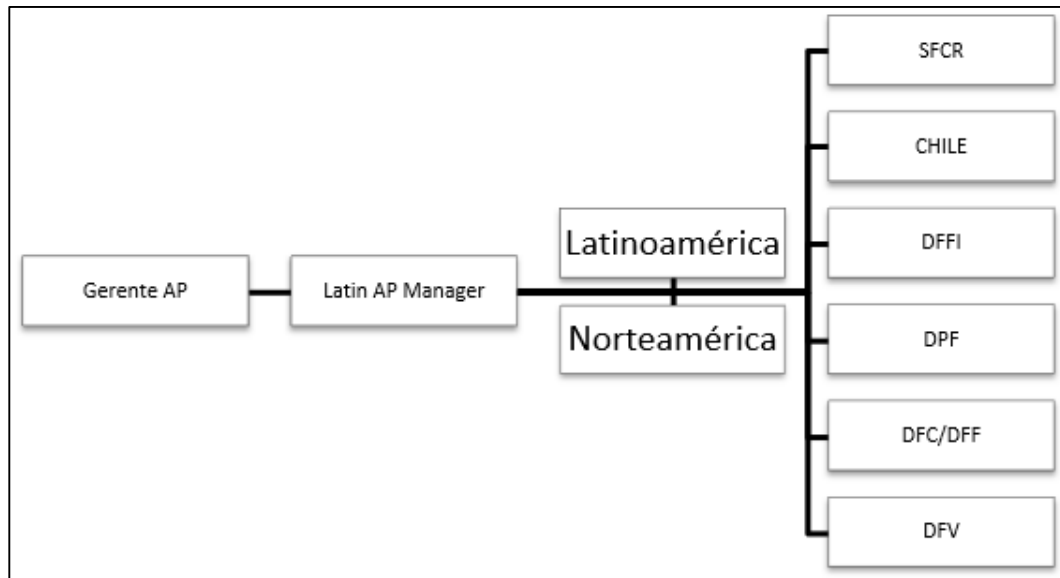 Gerente AP
Latin AP Manager
Latinoamérica
Norteamérica
SFCR
CHILE
DFFI
DPF
DFC/DFF
DFV